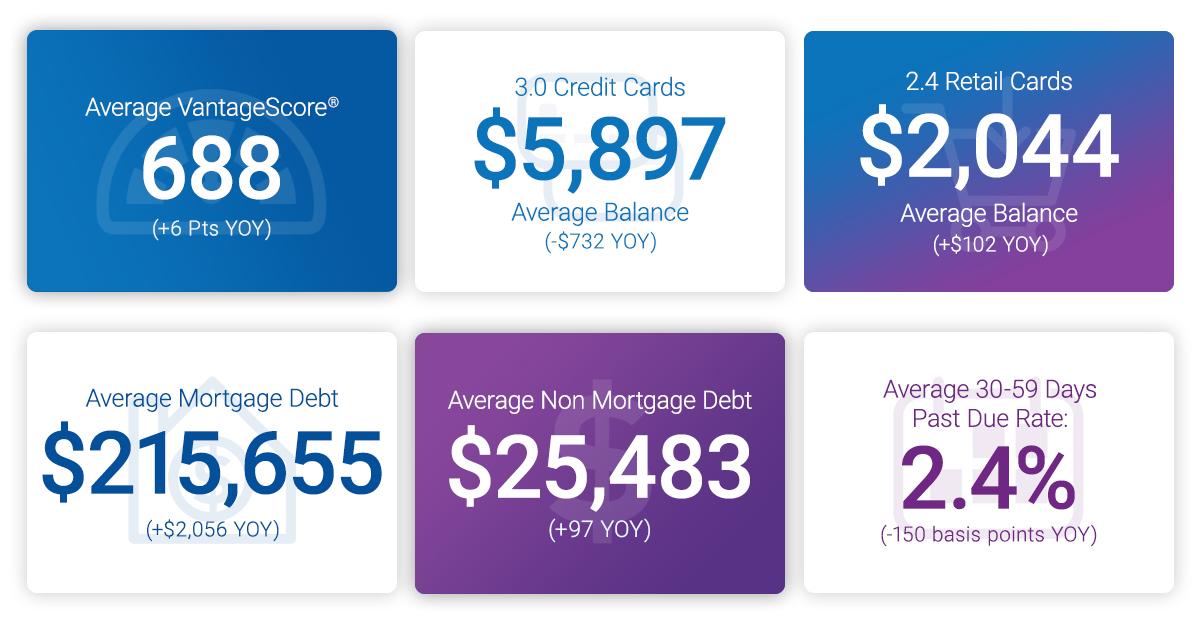 Average VantageScore®
688
(+6 Pts YOY)
3.0 Credit Cards
$5,897
Average Balance
(-$732 YOY)
2.4 Retail Cards
$2,044
Average Balance
(+$102 YOY)
Average Mortgage Debt
$215,655
(+$2,056 YOY)
Average Non Mortgage Debt
$25,483
(+97 YOY)
Average 30-59 Days
Past Due Rate:
2.4%
(-150 basis points YOY)